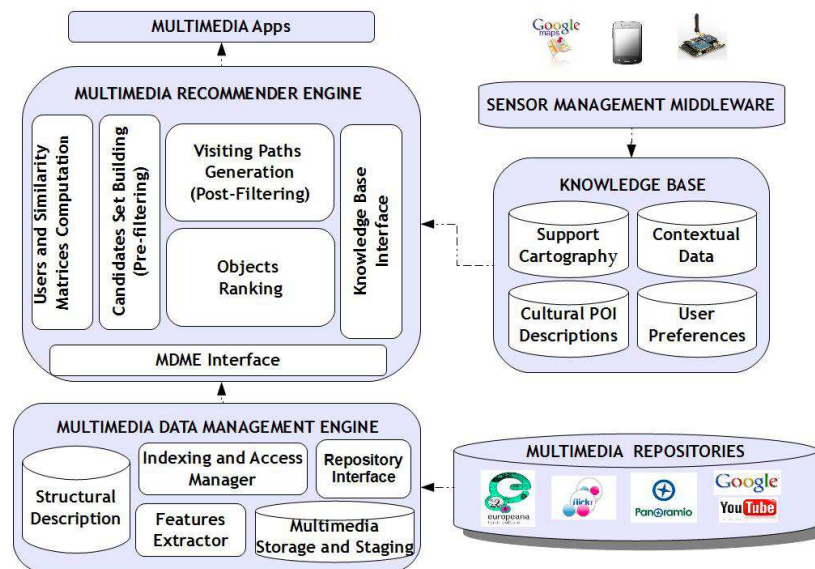 MULTIMEDIA Apps
MULTIMEDIA RECOMMENDER ENGINE
Users and Similarity
Matrices Computation
Candidates Set Building
(Pre-filtering)
Visiting Paths
Generation
(Post-Filtering)
Objects
Ranking
Knowledge Base
Interface
MDME Interface
Google
maps
SENSOR MANAGEMENT MIDDLEWARE
KNOWLEDGE BASE
Support
Cartography
Contextual
Data
Cultural POI
Descriptions
User
Preferences
MULTIMEDIA DATA MANAGEMENT ENGINE
Structural
Description
Indexing and Access
Manager
Repository
Interface
Features
Extractor
Multimedia
Storage and Staging
MULTIMEDIA REPOSITORIES
europeana
flickr
Panoramio
Google
YouTube